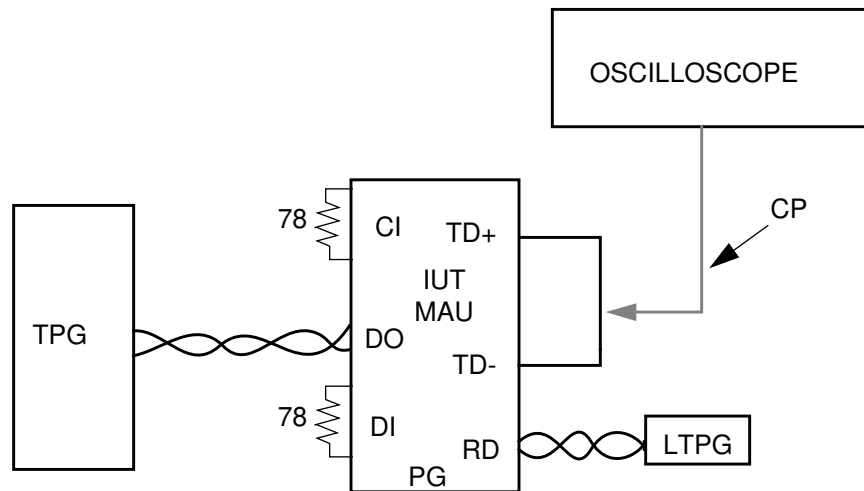 OSCILLOSCOPE
CP
78
CI
TD+
IUT
MAU
TPG
DO
TD-
78
DI
RD
LTPG
PG